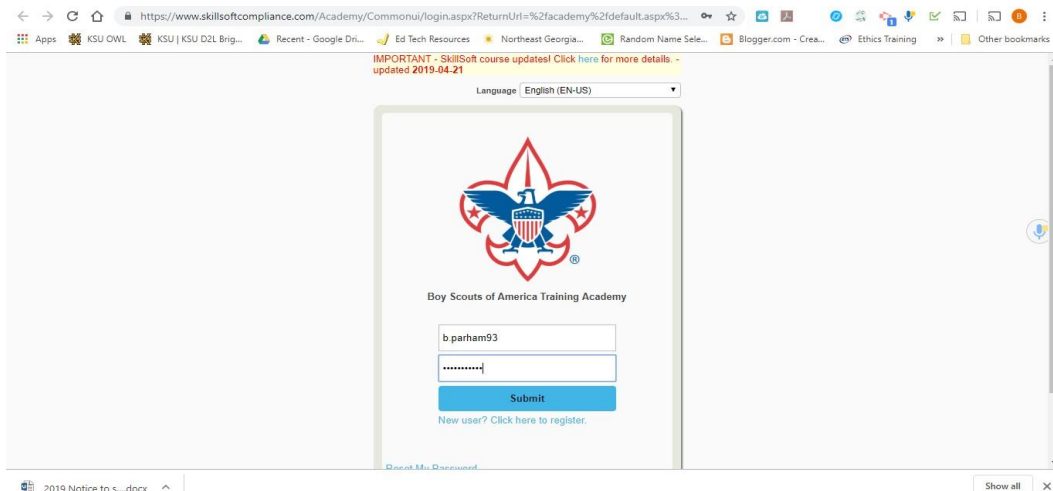 https://www.skillsoftcompliance.com/Academy/Commonui/login.aspx?ReturnUrl=%2facademy%2fdefault.aspx%3...
Apps KSU OWL KSU | KSU D2L Brig... Recent - Google Dri... Ed Tech Resources Northeast Georgia... Random Name Sele... Blogger.com - Crea... Ethics Training » Other bookmarks
IMPORTANT - SkillSoft course updates! Click here for more details. -
updated 2019-04-21
Language English (EN-US)
®
Boy Scouts of America Training Academy
b.parham93
•••••••••••
Submit
New user? Click here to register.
Reset My Password
2019 Notice to s....docx Show all